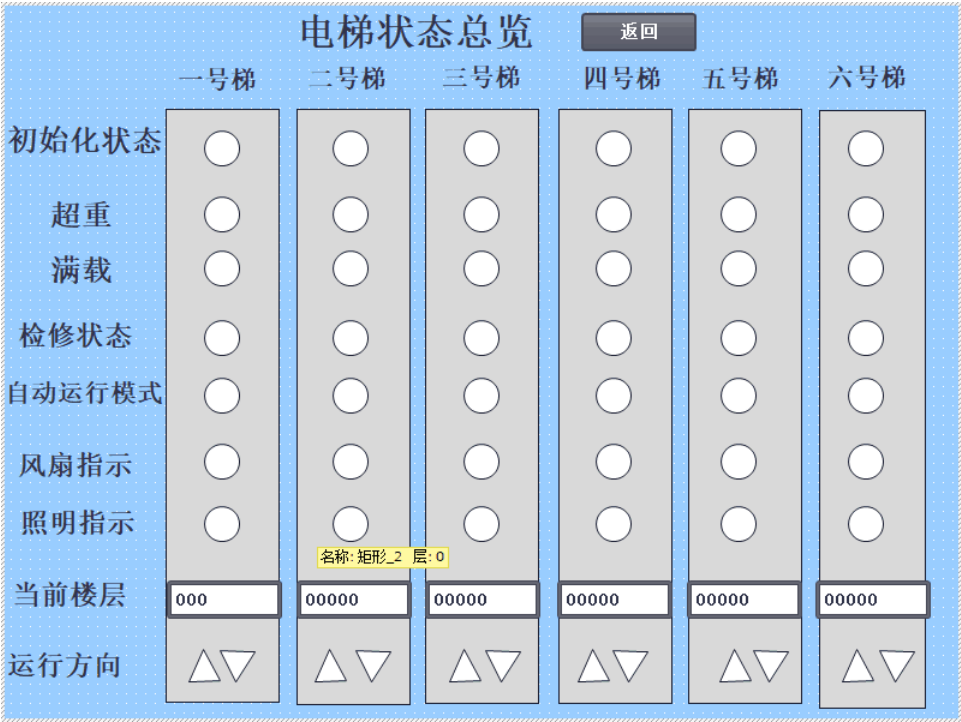 电梯状态总览 返回
一号梯 二号梯 三号梯 四号梯 五号梯 六号梯
初始化状态
超重
满载
检修状态
自动运行模式
风扇指示
照明指示
名称: 矩形_2 层: 0
当前楼层 000 00000 00000 00000 00000 00000
运行方向